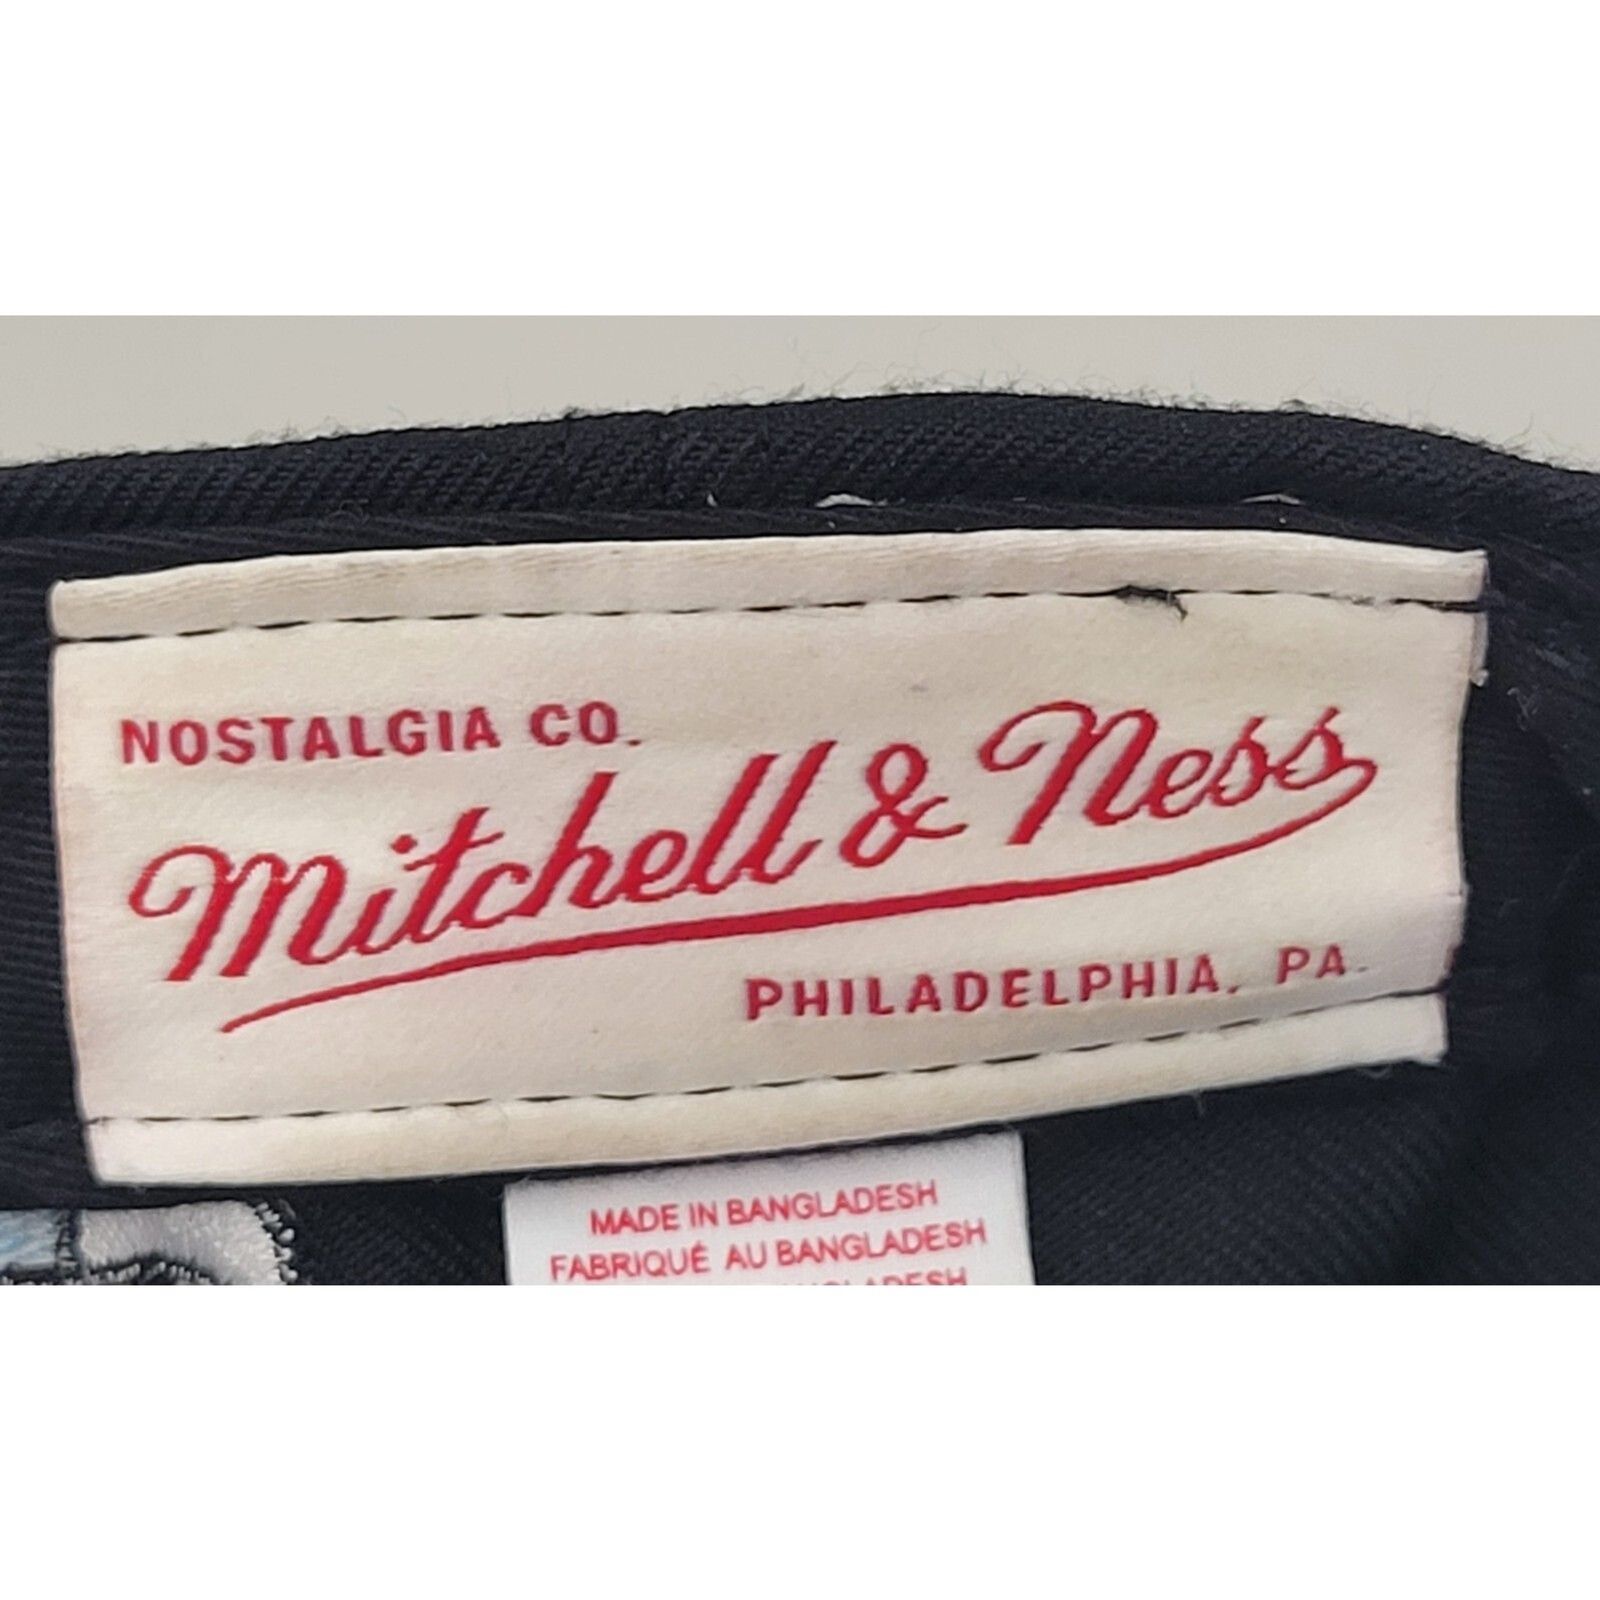 NOSTALGIA CO.
Mitchell & Ness
PHILADELPHIA, PA.
MADE IN BANGLADESH
FABRIQUÉ AU BANGLADESH